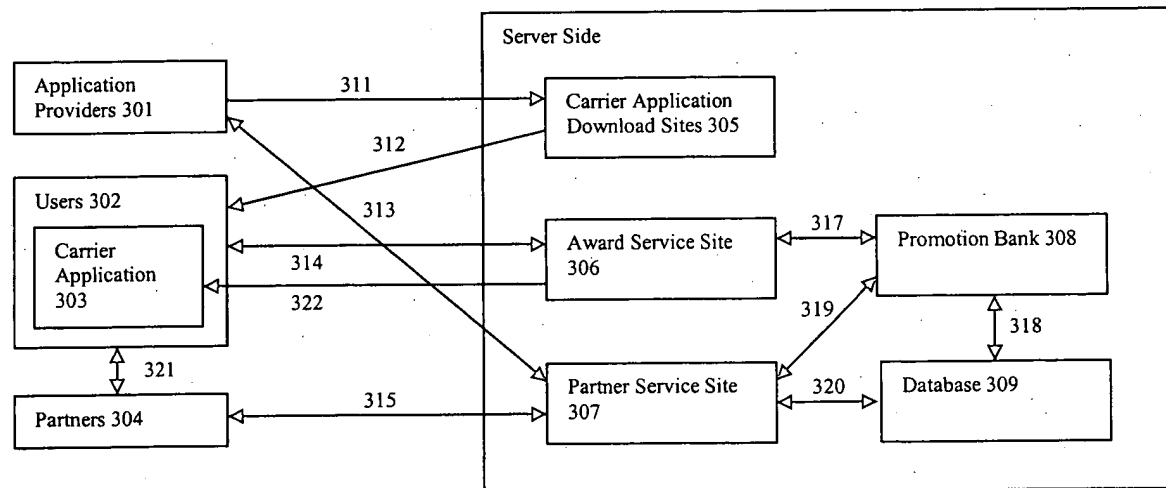 Server Side
Application
Providers 301
311
Carrier Application
Download Sites 305
312
Users 302
313
Carrier
Application
303
314
322
Award Service Site
306
317
Promotion Bank 308
319
318
321
Partners 304
315
Partner Service Site
307
320
Database 309